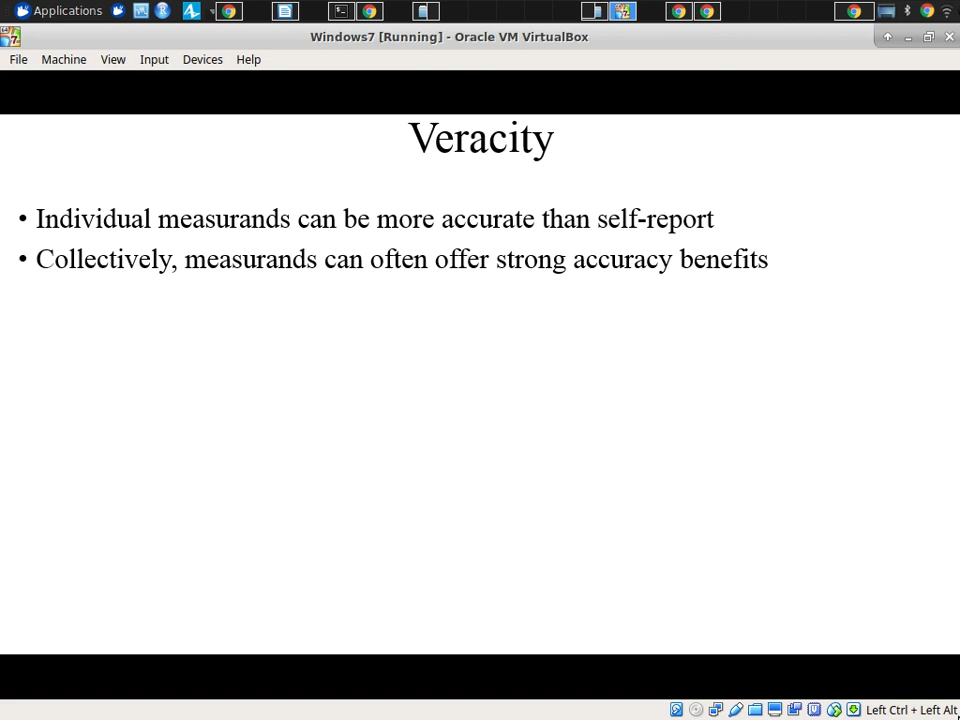 Applications
Windows7 [Running] - Oracle VM VirtualBox
File Machine View Input Devices Help
Veracity
• Individual measurands can be more accurate than self-report
• Collectively, measurands can often offer strong accuracy benefits
Left Ctrl + Left Alt